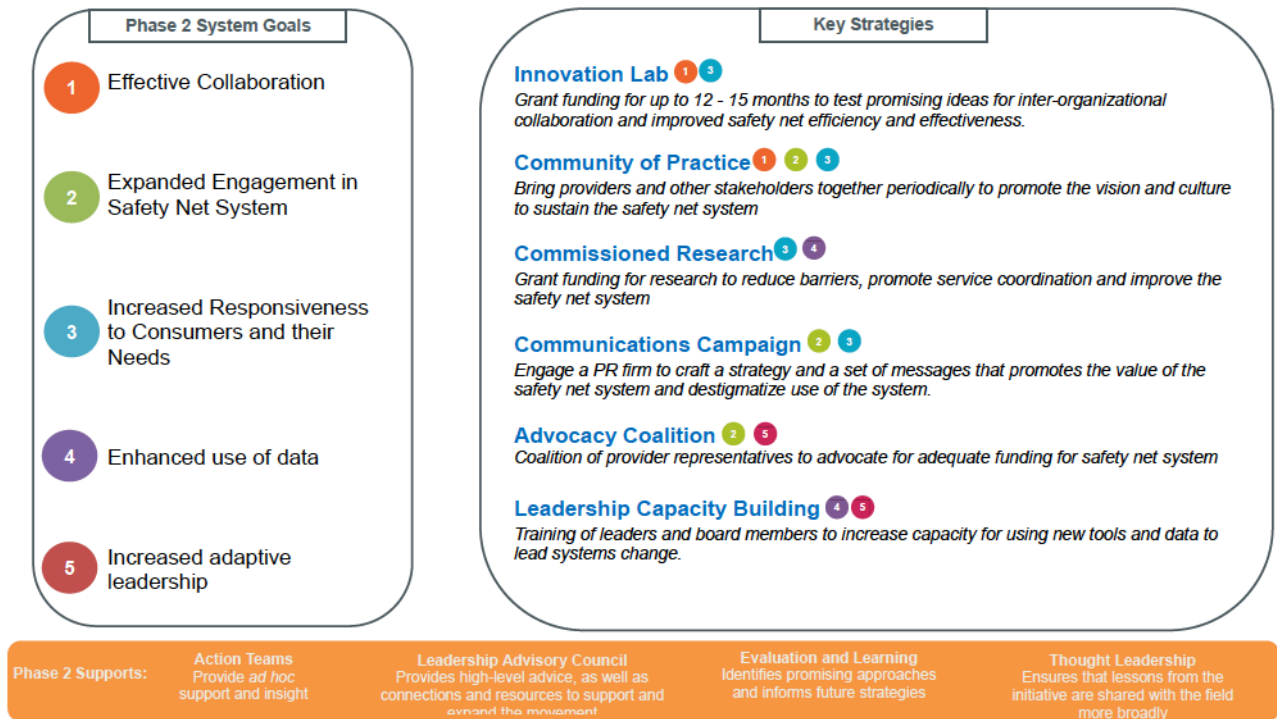 Phase 2 System Goals
1
Effective Collaboration
2
Expanded Engagement in
Safety Net System
3
Increased Responsiveness
to Consumers and their
Needs
4
Enhanced use of data
5
Increased adaptive
leadership
Key Strategies
Innovation Lab 1 3
Grant funding for up to 12 - 15 months to test promising ideas for inter-organizational
collaboration and improved safety net efficiency and effectiveness.
Community of Practice 1 2 3
Bring providers and other stakeholders together periodically to promote the vision and culture
to sustain the safety net system
Commissioned Research 3 4
Grant funding for research to reduce barriers, promote service coordination and improve the
safety net system
Communications Campaign 2 3
Engage a PR firm to craft a strategy and a set of messages that promotes the value of the
safety net system and destigmatize use of the system.
Advocacy Coalition 2 5
Coalition of provider representatives to advocate for adequate funding for safety net system
Leadership Capacity Building 4 5
Training of leaders and board members to increase capacity for using new tools and data to
lead systems change.
Phase 2 Supports:
Action Teams
Provide ad hoc
support and insight
Leadership Advisory Council
Provides high-level advice, as well as
connections and resources to support and
expand the movement
Evaluation and Learning
Identifies promising approaches
and informs future strategies
Thought Leadership
Ensures that lessons from the
initiative are shared with the field
more broadly